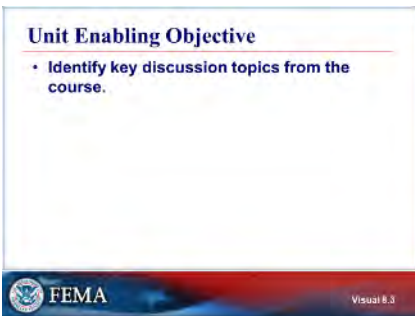 Unit Enabling Objective
• Identify key discussion topics from the
course.
FEMA
Visual 8.3